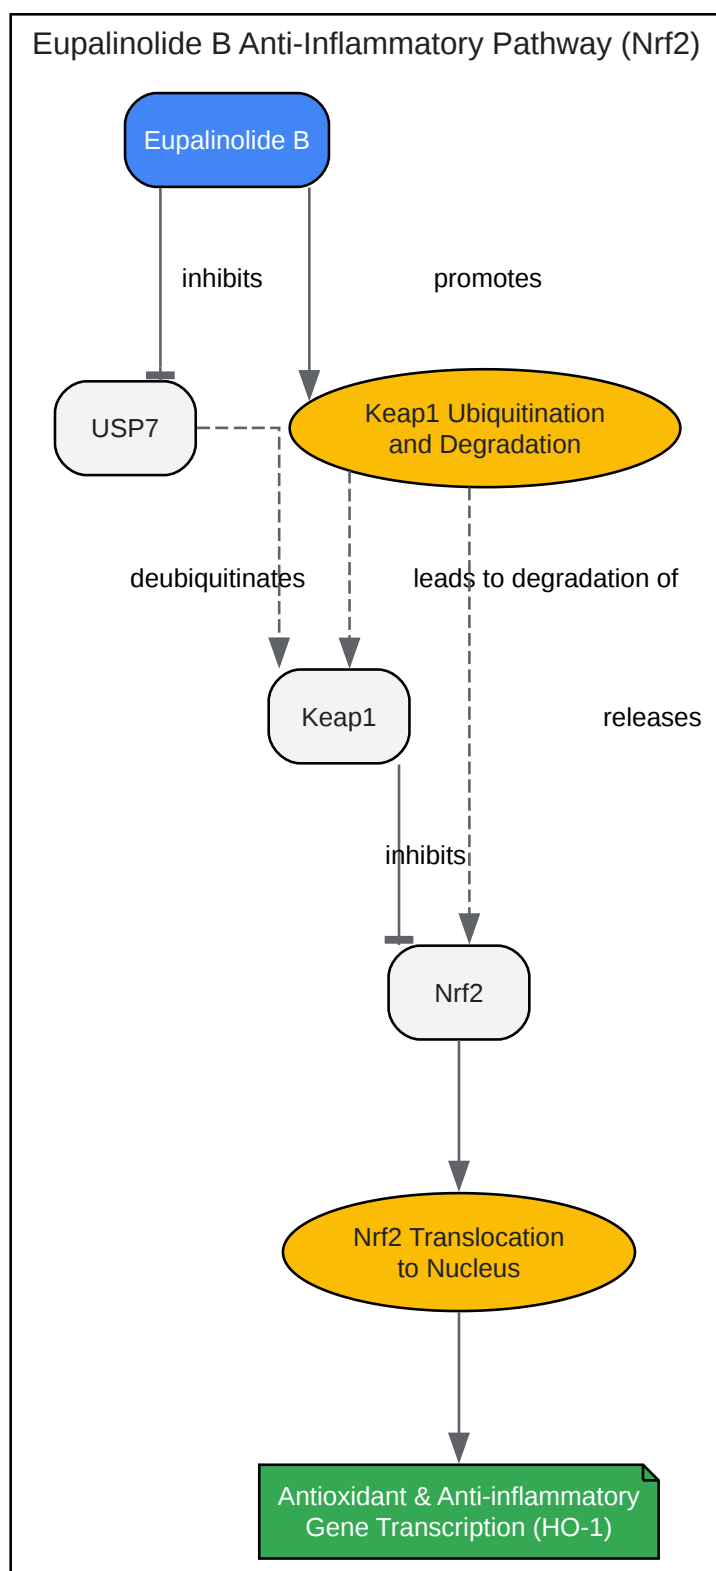 Eupalinolide B Anti-Inflammatory Pathway (Nrf2)
Eupalinolide B
inhibits
promotes
USP7
Keap1 Ubiquitination
and Degradation
deubiquitinates
leads to degradation of
Keap1
releases
inhibits
Nrf2
Nrf2 Translocation
to Nucleus
Antioxidant & Anti-inflammatory
Gene Transcription (HO-1)